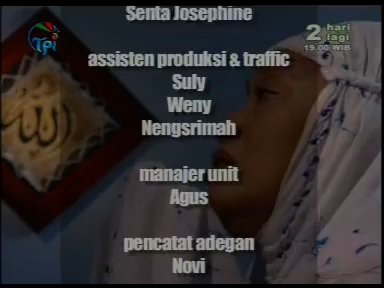 Senta Josephine
TPI
2 hari lagi
19.00 WIB
assisten produksi & traffic
Suly
Weny
Nengsrimah
الله
manajer unit
Agus
pencatat adegan
Novi